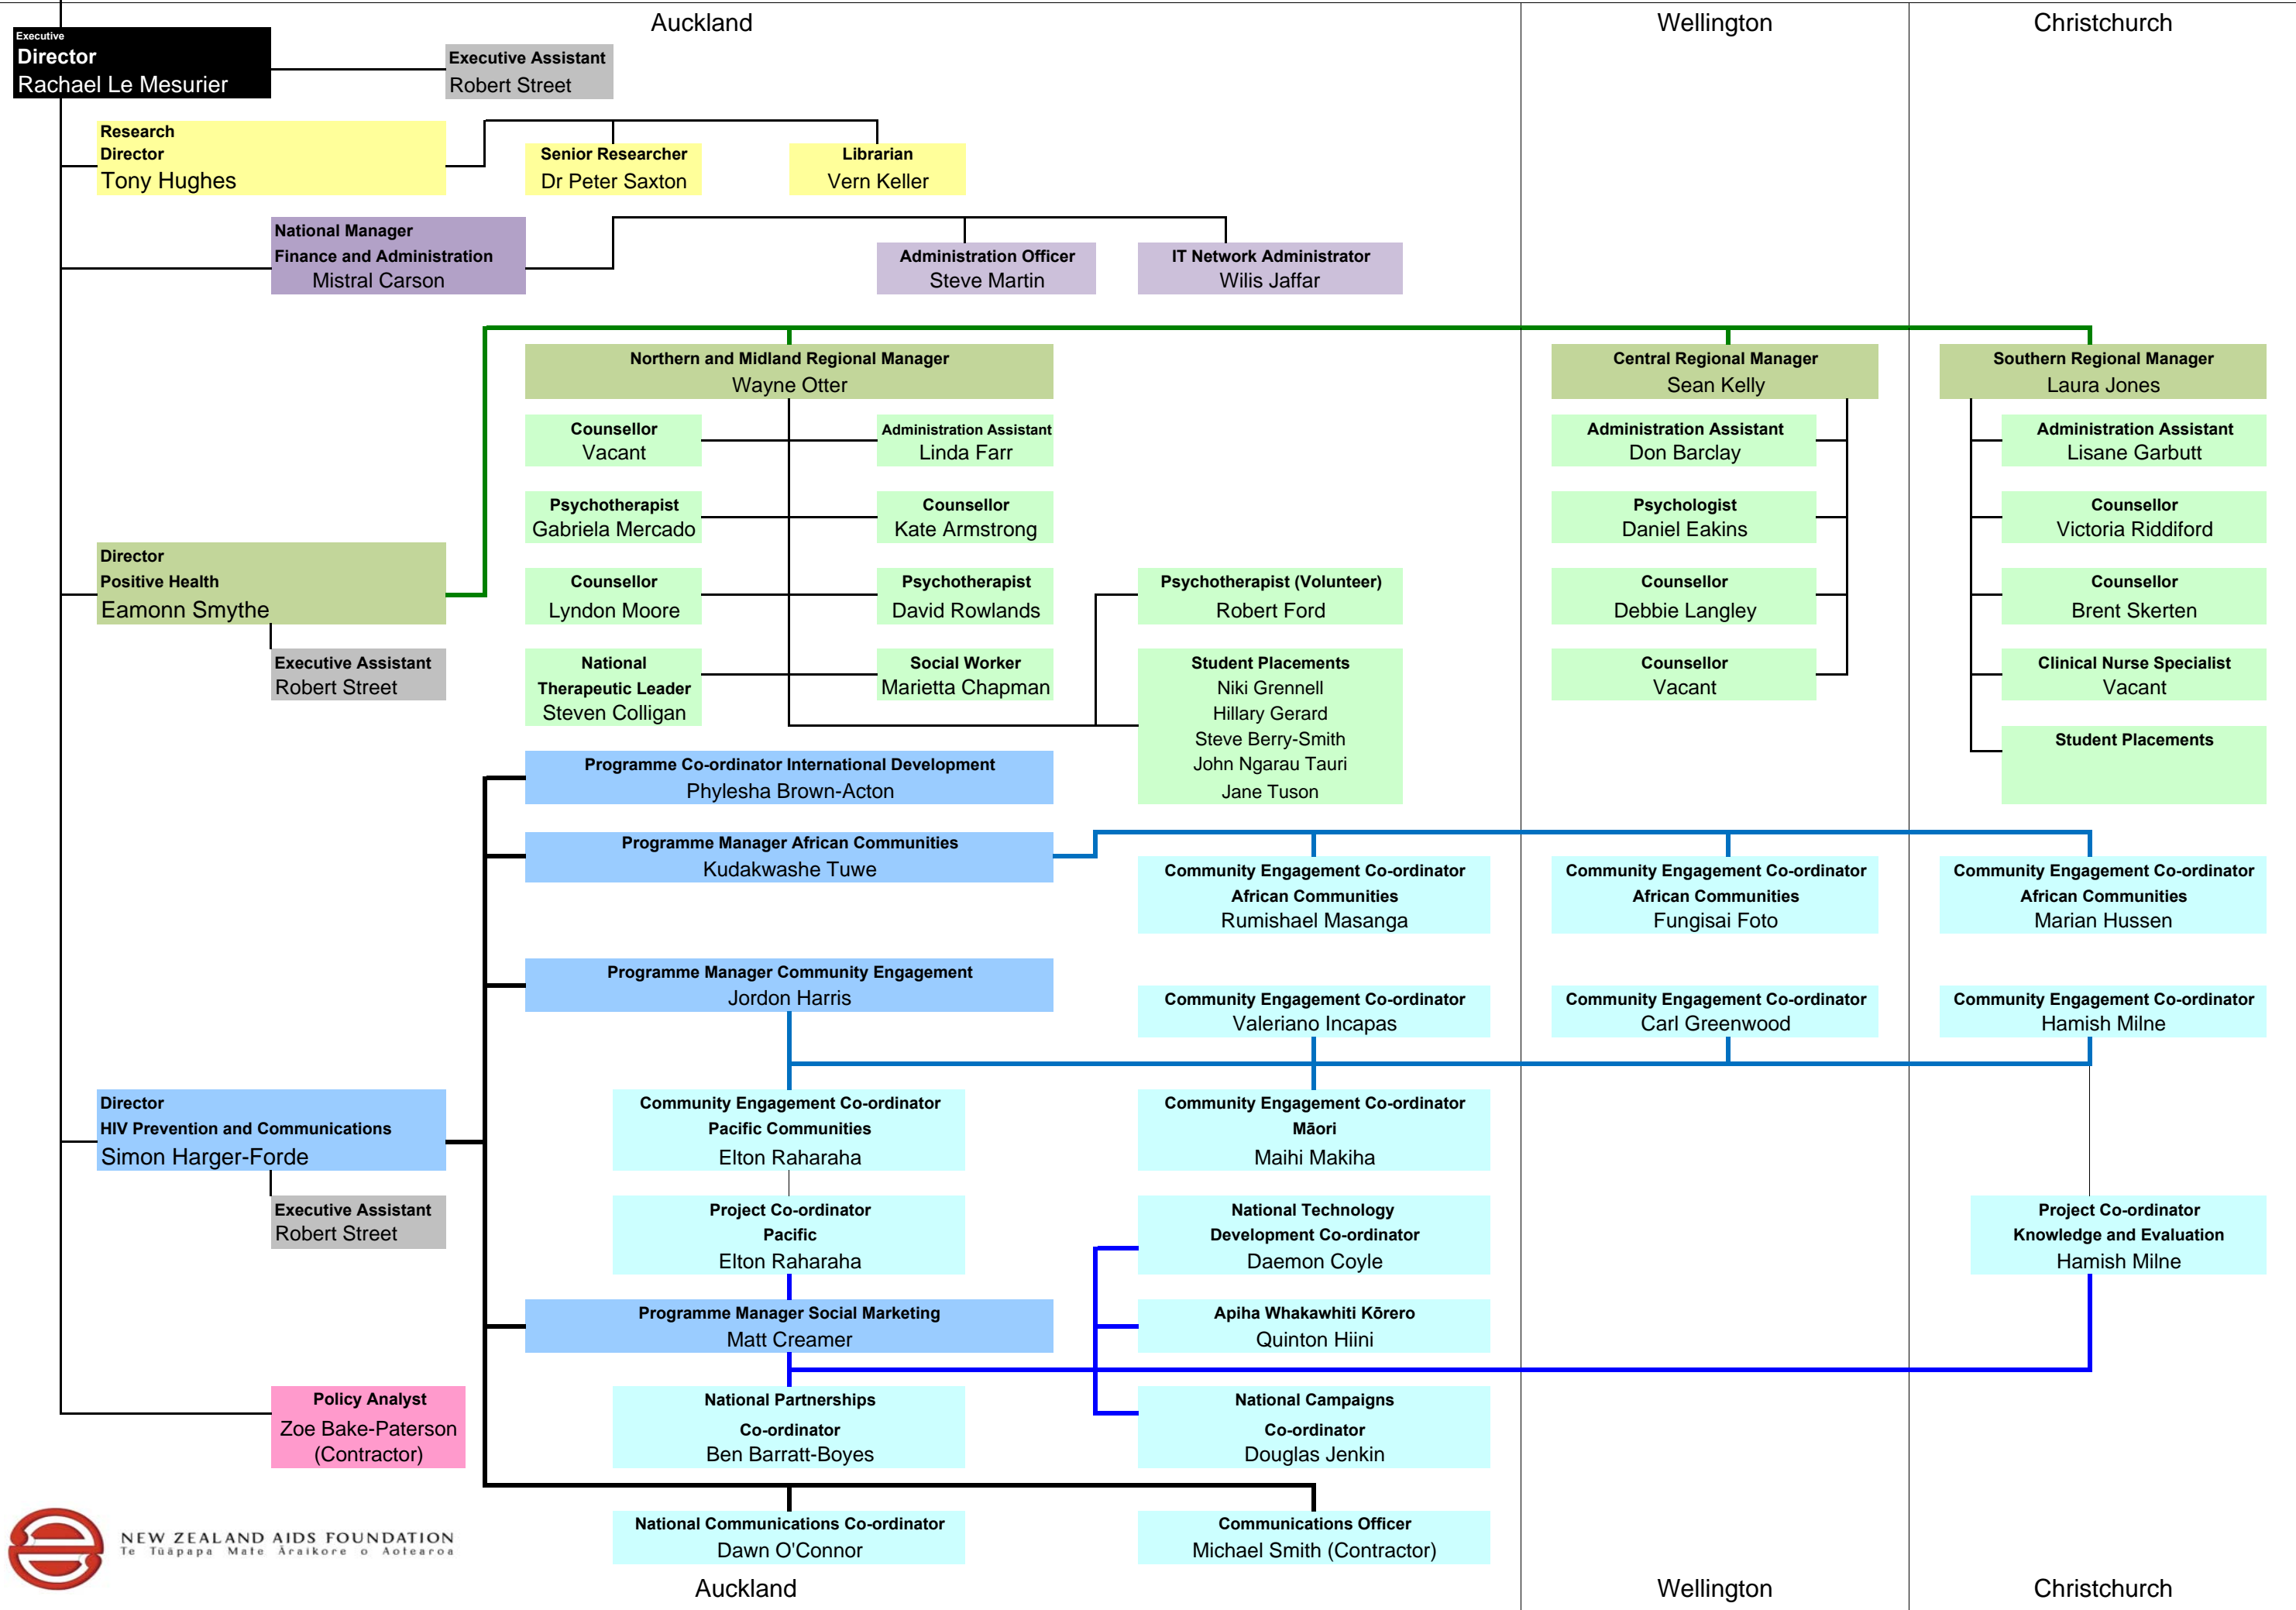 Auckland
Wellington
Christchurch
Executive
Director
Rachael Le Mesurier
Executive Assistant
Robert Street
Research
Director
Tony Hughes
Senior Researcher
Dr Peter Saxton
Librarian
Vern Keller
National Manager
Finance and Administration
Mistral Carson
Administration Officer
Steve Martin
IT Network Administrator
Wilis Jaffar
Northern and Midland Regional Manager
Wayne Otter
Central Regional Manager
Sean Kelly
Southern Regional Manager
Laura Jones
Counsellor
Vacant
Administration Assistant
Linda Farr
Administration Assistant
Don Barclay
Administration Assistant
Lisane Garbutt
Psychotherapist
Gabriela Mercado
Counsellor
Kate Armstrong
Psychologist
Daniel Eakins
Counsellor
Victoria Riddiford
Director
Positive Health
Eamonn Smythe
Counsellor
Lyndon Moore
Psychotherapist
David Rowlands
Psychotherapist (Volunteer)
Robert Ford
Counsellor
Debbie Langley
Counsellor
Brent Skerten
Executive Assistant
Robert Street
National
Therapeutic Leader
Steven Colligan
Social Worker
Marietta Chapman
Student Placements
Niki Grennell
Hillary Gerard
Steve Berry-Smith
John Ngarau Tauri
Jane Tuson
Counsellor
Vacant
Clinical Nurse Specialist
Vacant
Student Placements
Programme Co-ordinator International Development
Phylesha Brown-Acton
Programme Manager African Communities
Kudakwashe Tuwe
Community Engagement Co-ordinator
African Communities
Rumishael Masanga
Community Engagement Co-ordinator
African Communities
Fungisai Foto
Community Engagement Co-ordinator
African Communities
Marian Hussen
Programme Manager Community Engagement
Jordon Harris
Community Engagement Co-ordinator
Valeriano Incapas
Community Engagement Co-ordinator
Carl Greenwood
Community Engagement Co-ordinator
Hamish Milne
Director
HIV Prevention and Communications
Simon Harger-Forde
Community Engagement Co-ordinator
Pacific Communities
Elton Raharaha
Community Engagement Co-ordinator
Māori
Maihi Makiha
Executive Assistant
Robert Street
Project Co-ordinator
Pacific
Elton Raharaha
National Technology
Development Co-ordinator
Daemon Coyle
Project Co-ordinator
Knowledge and Evaluation
Hamish Milne
Programme Manager Social Marketing
Matt Creamer
Apiha Whakawhiti Kōrero
Quinton Hiini
Policy Analyst
Zoe Bake-Paterson
(Contractor)
National Partnerships
Co-ordinator
Ben Barratt-Boyes
National Campaigns
Co-ordinator
Douglas Jenkin
National Communications Co-ordinator
Dawn O'Connor
Communications Officer
Michael Smith (Contractor)
NEW ZEALAND AIDS FOUNDATION
Te Tūāpapa Mate Āraikore o Aotearoa
Auckland
Wellington
Christchurch